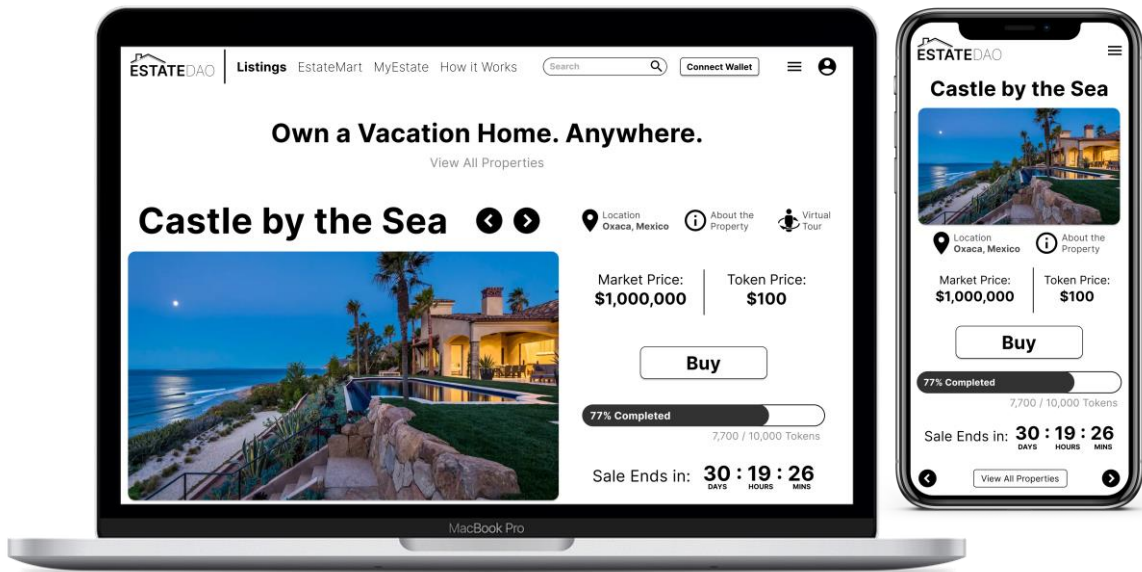 ESTATEDAO
Listings EstateMart MyEstate How it Works
Search
Connect Wallet
Own a Vacation Home. Anywhere.
View All Properties
Castle by the Sea
Location
Oxaca, Mexico
About the
Property
Virtual
Tour
Market Price:
$1,000,000
Token Price:
$100
Buy
77% Completed
7,700 / 10,000 Tokens
Sale Ends in: 30 : 19 : 26
DAYS HOURS MINS
MacBook Pro
ESTATEDAO
Castle by the Sea
Location
Oxaca, Mexico
About the
Property
Market Price:
$1,000,000
Token Price:
$100
Buy
77% Completed
7,700 / 10,000 Tokens
Sale Ends in: 30 : 19 : 26
DAYS HOURS MINS
View All Properties